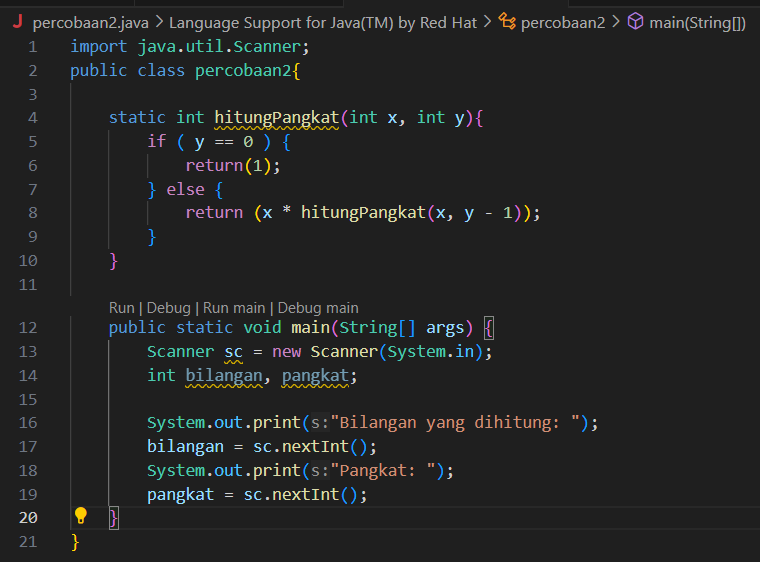 percobaan2.java > Language Support for Java(TM) by Red Hat > percobaan2 > main(String[])
1 import java.util.Scanner;
2 public class percobaan2{
3
4 static int hitungPangkat(int x, int y){
5 if ( y == 0 ) {
6 return(1);
7 } else {
8 return (x * hitungPangkat(x, y - 1));
9 }
10 }
11
Run | Debug | Run main | Debug main
12 public static void main(String[] args) {
13 Scanner sc = new Scanner(System.in);
14 int bilangan, pangkat;
15
16 System.out.print(s:"Bilangan yang dihitung: ");
17 bilangan = sc.nextInt();
18 System.out.print(s:"Pangkat: ");
19 pangkat = sc.nextInt();
20 }
21 }